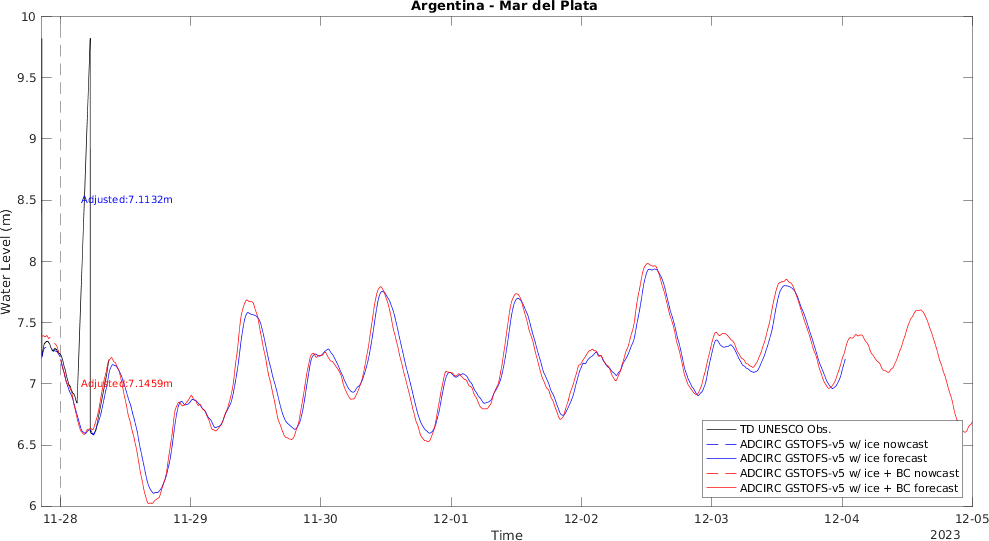 Argentina - Mar del Plata
10
9.5
9
8.5
8
7.5
7
6.5
6
Water Level (m)
Adjusted:7.1132m
Adjusted:7.1459m
TD UNESCO Obs.
ADCIRC GSTOFS-v5 w/ ice nowcast
ADCIRC GSTOFS-v5 w/ ice forecast
ADCIRC GSTOFS-v5 w/ ice + BC nowcast
ADCIRC GSTOFS-v5 w/ ice + BC forecast
11-28 11-29 11-30 12-01 12-02 12-03 12-04 12-05
Time
2023